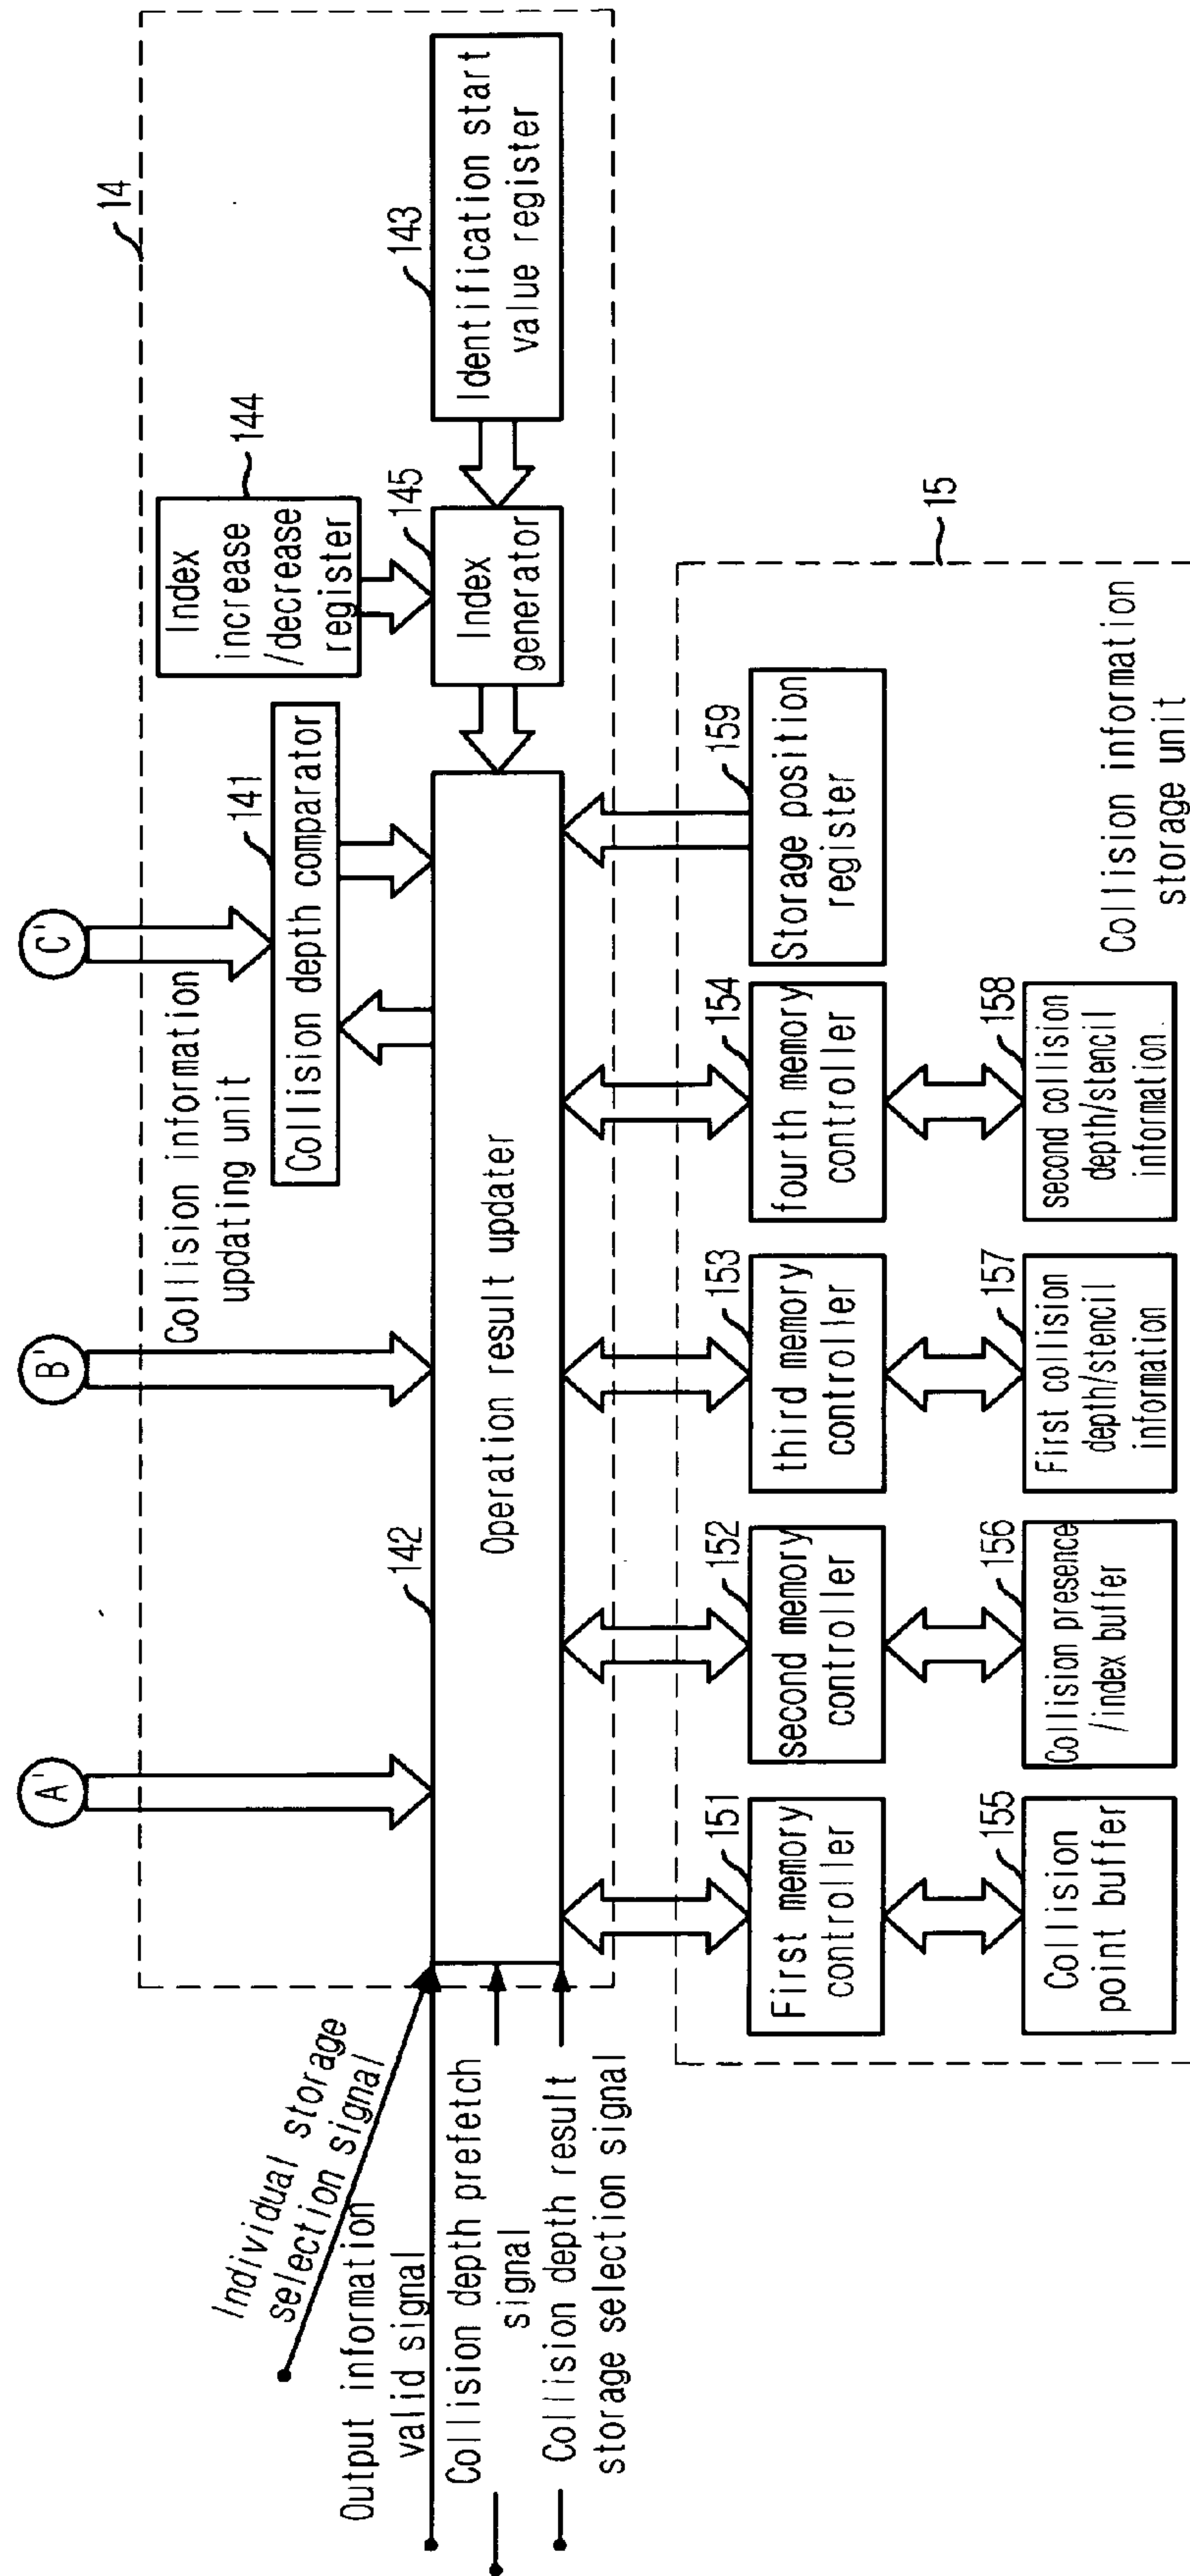 A'
B'
C'
14
Collision information
updating unit
141
Collision depth comparator
Index
increase
/decrease
register
144
145
Index
generator
143
Identification start
value register
142
Operation result updater
Individual storage
selection signal
Output information
valid signal
Collision depth prefetch
signal
Collision depth result
storage selection signal
151
First memory
controller
152
second memory
controller
153
third memory
controller
154
fourth memory
controller
159
Storage position
register
15
155
Collision
point buffer
156
Collision presence
/index buffer
157
First collision
depth/stencil
information
158
second collision
depth/stencil
information.
Collision information
storage unit